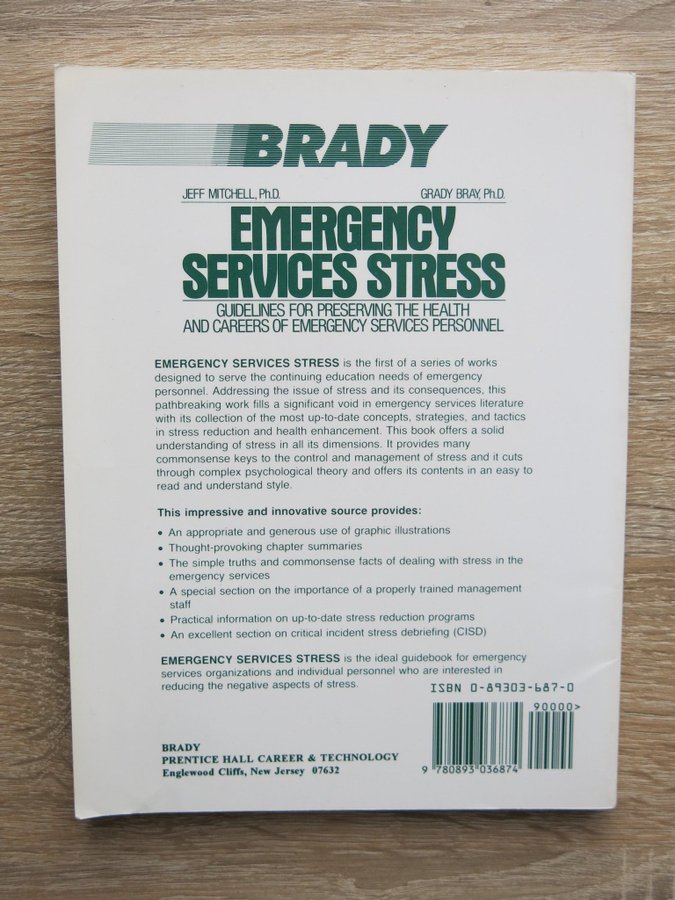 BRADY
JEFF MITCHELL, Ph.D. GRADY BRAY, Ph.D.
EMERGENCY
SERVICES STRESS
GUIDELINES FOR PRESERVING THE HEALTH
AND CAREERS OF EMERGENCY SERVICES PERSONNEL
EMERGENCY SERVICES STRESS is the first of a series of works
designed to serve the continuing education needs of emergency
personnel. Addressing the issue of stress and its consequences, this
pathbreaking work fills a significant void in emergency services literature
with its collection of the most up-to-date concepts, strategies, and tactics
in stress reduction and health enhancement. This book offers a solid
understanding of stress in all its dimensions. It provides many
commonsense keys to the control and management of stress and it cuts
through complex psychological theory and offers its contents in an easy to
read and understand style.
This impressive and innovative source provides:
• An appropriate and generous use of graphic illustrations
• Thought-provoking chapter summaries
• The simple truths and commonsense facts of dealing with stress in the
emergency services
• A special section on the importance of a properly trained management
staff
• Practical information on up-to-date stress reduction programs
• An excellent section on critical incident stress debriefing (CISD)
EMERGENCY SERVICES STRESS is the ideal guidebook for emergency
services organizations and individual personnel who are interested in
reducing the negative aspects of stress.
ISBN 0-89303-687-0
90000>
9 780893 036874
BRADY
PRENTICE HALL CAREER & TECHNOLOGY
Englewood Cliffs, New Jersey 07632